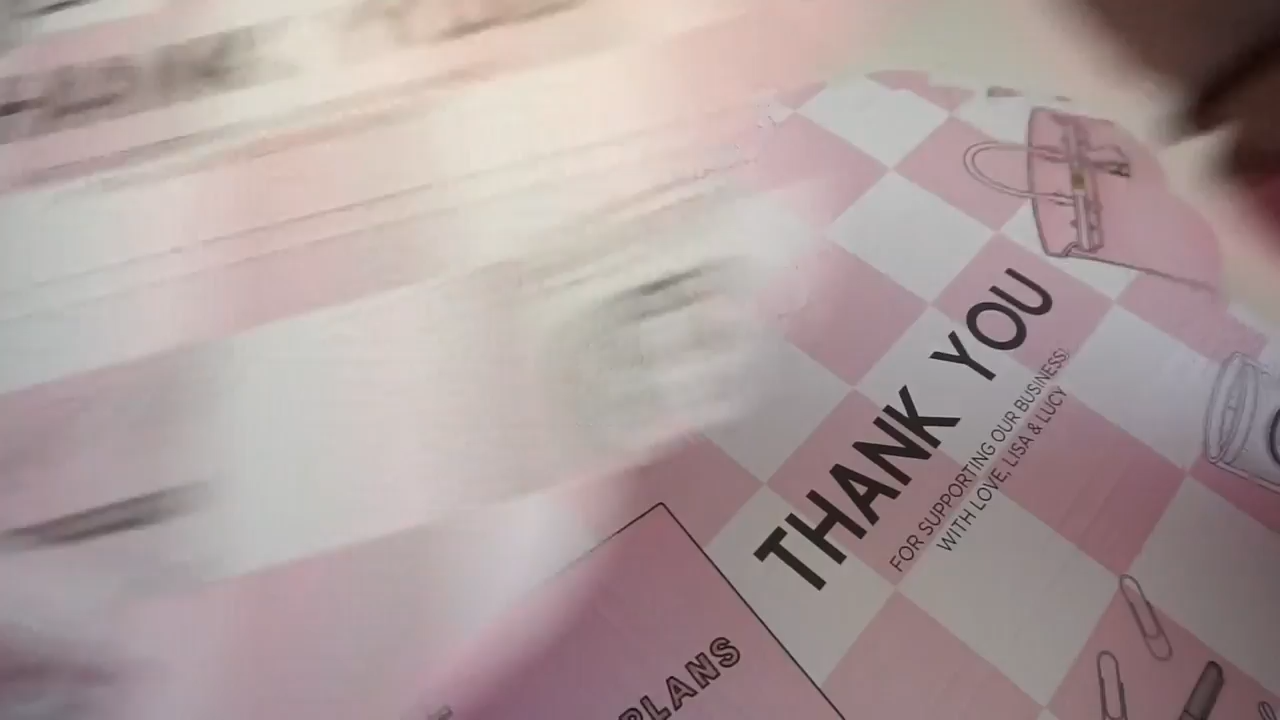 THANK YOU
FOR SUPPORTING OUR BUSINESS!
WITH LOVE, LISA & LUCY
PLANS